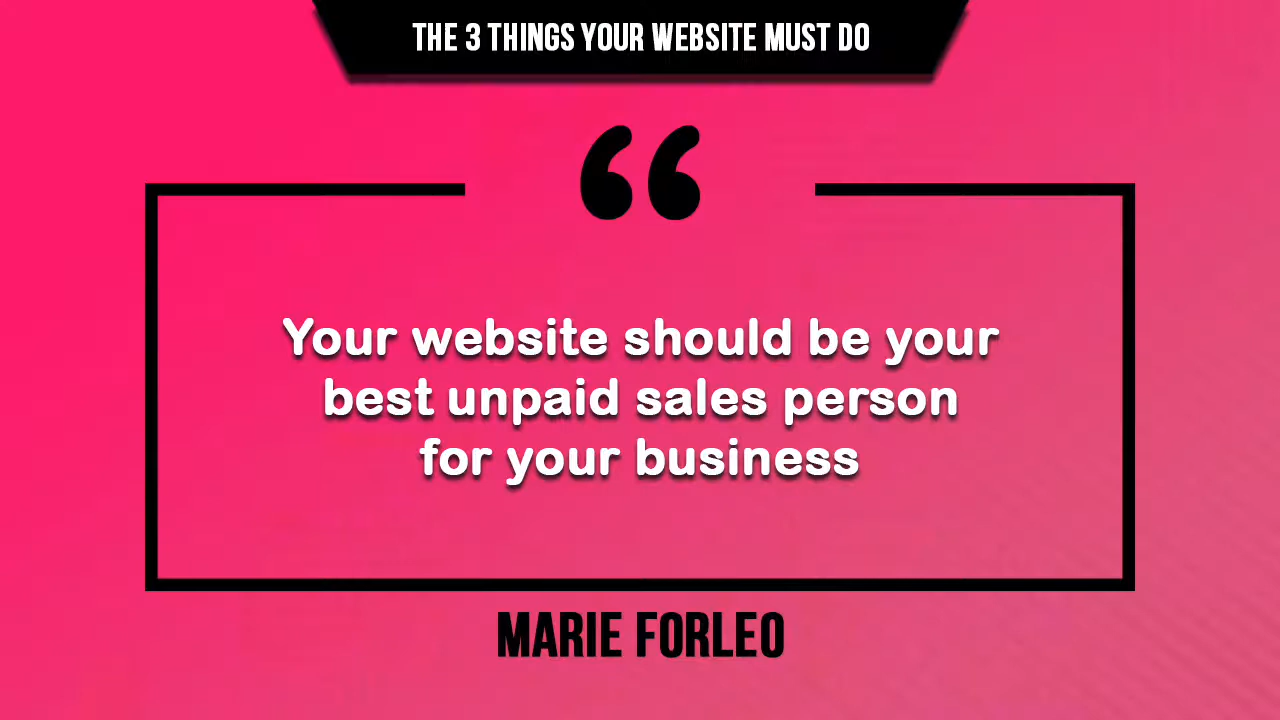 THE 3 THINGS YOUR WEBSITE MUST DO
“
Your website should be your
best unpaid sales person
for your business
MARIE FORLEO